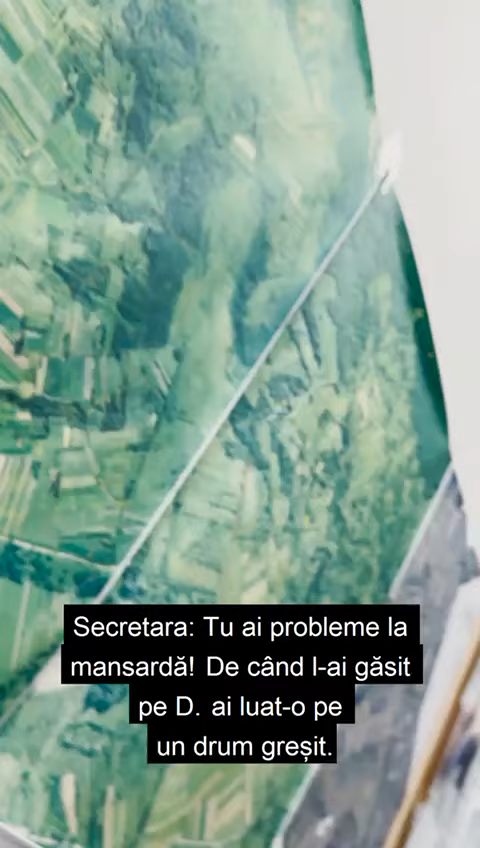 Secretara: Tu ai probleme la
mansardă! De când l-ai găsit
pe D. ai luat-o pe
un drum greșit.